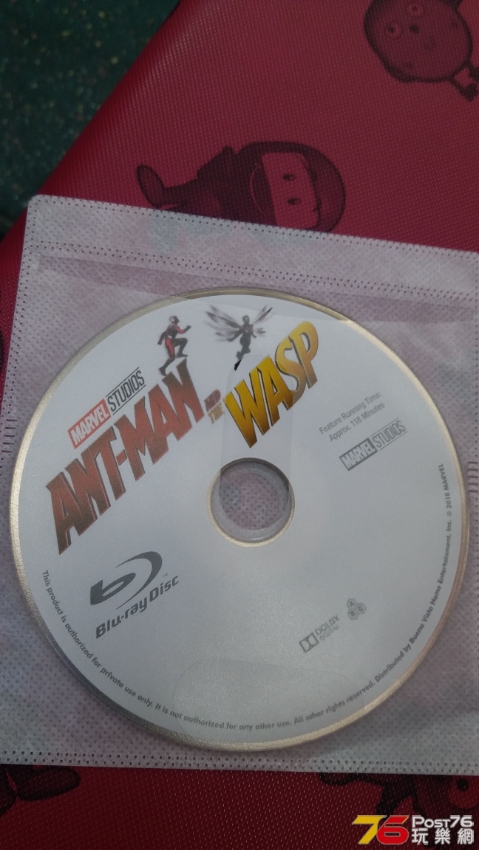 MARVEL STUDIOS
ANT-MAN AND THE WASP
Feature Running Time:
Approx. 118 Minutes
MARVEL STUDIOS
Blu-ray Disc
DOLBY
This product is authorized for private use only. It is not authorized for any other use. All other rights reserved. Distributed by Buena Vista Home Entertainment, Inc. © 2018 MARVEL
76 POST76
玩樂網